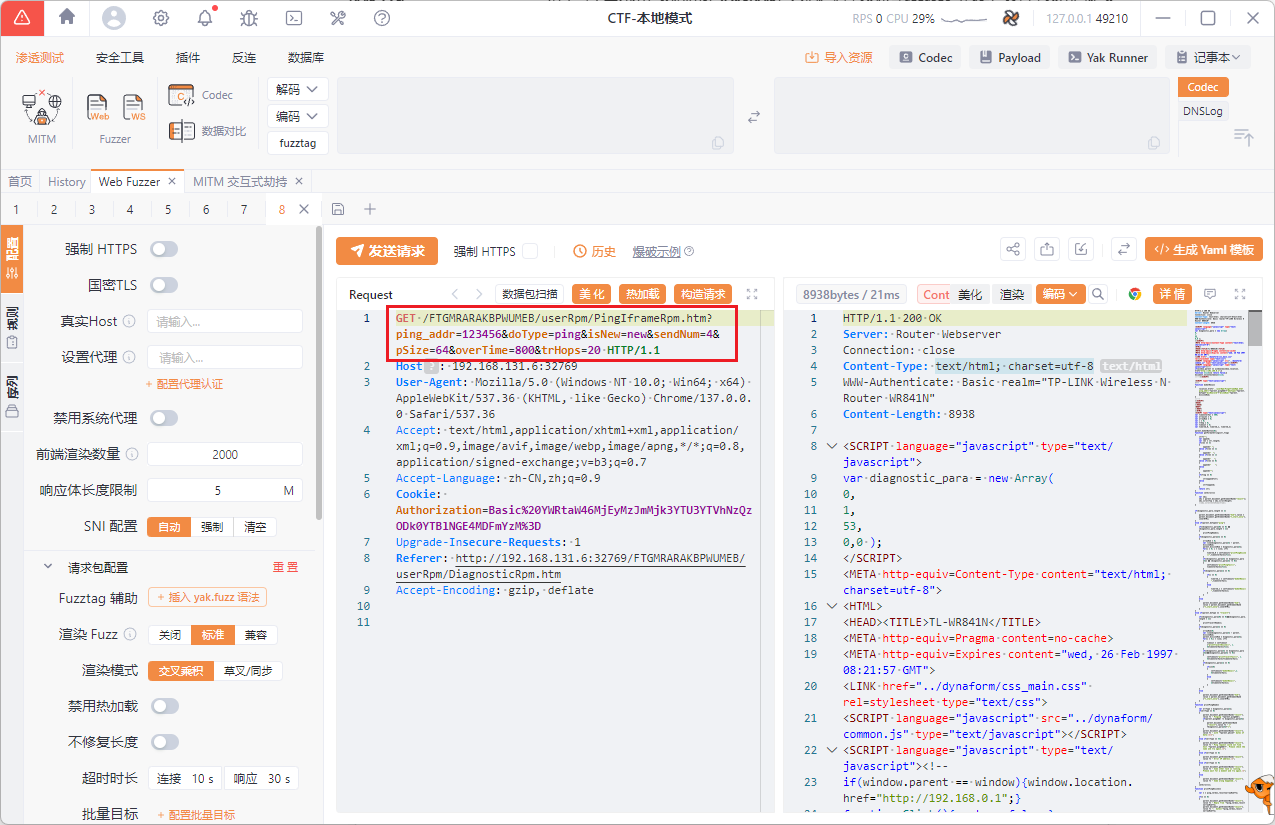 CTF-本地模式
RPS 0 CPU 29%
127.0.0.1 49210
渗透测试 安全工具 插件 反连 数据库
导入资源 Codec Payload Yak Runner 记事本
MITM
Web WS
Fuzzer
Codec
数据对比
解码
编码
fuzztag
Codec
DNSLog
首页 History Web Fuzzer MITM 交互式劫持
1 2 3 4 5 6 7 8
配置
规则
序列
强制 HTTPS
国密TLS
真实Host 请输入...
设置代理 请输入...
+ 配置代理认证
禁用系统代理
前端渲染数量 2000
响应体长度限制 5 M
SNI 配置 自动 强制 清空
请求包配置 重置
Fuzztag 辅助 + 插入 yak.fuzz 语法
渲染 Fuzz 关闭 标准 兼容
渲染模式 交叉乘积 草叉/同步
禁用热加载
不修复长度
超时时长 连接 10 s 响应 30 s
批量目标 + 配置批量目标
发送请求 强制 HTTPS 历史 爆破示例
生成 Yaml 模板
Request 数据包扫描 美化 热加载 构造请求
1 GET /FTGMRARAKBPWUMEB/userRpm/PingIframeRpm.htm?
ping_addr=123456&doType=ping&isNew=new&sendNum=4&
pSize=64&overTime=800&trHops=20 HTTP/1.1
2 Host ? : 192.168.131.6:32769
3 User-Agent: Mozilla/5.0 (Windows NT 10.0; Win64; x64)
AppleWebKit/537.36 (KHTML, like Gecko) Chrome/137.0.0.
0 Safari/537.36
4 Accept: text/html,application/xhtml+xml,application/
xml;q=0.9,image/avif,image/webp,image/apng,*/*;q=0.8,
application/signed-exchange;v=b3;q=0.7
5 Accept-Language: zh-CN,zh;q=0.9
6 Cookie:
Authorization=Basic%20YWRtaW46MjEyMzJmMjk3YTU3YTVhNzQz
ODk0YTBlNGE4MDFmYzM%3D
7 Upgrade-Insecure-Requests: 1
8 Referer: http://192.168.131.6:32769/FTGMRARAKBPWUMEB/
userRpm/DiagnosticRpm.htm
9 Accept-Encoding: gzip, deflate
10
11
8938bytes / 21ms Cont 美化 渲染 编码 详情
1 HTTP/1.1 200 OK
2 Server: Router Webserver
3 Connection: close
4 Content-Type: text/html; charset=utf-8 text/html
5 WWW-Authenticate: Basic realm="TP-LINK Wireless N
Router WR841N"
6 Content-Length: 8938
7
8 <SCRIPT language="javascript" type="text/
javascript">
9 var diagnostic_para = new Array(
10 0,
11 1,
12 53,
13 0,0 );
14 </SCRIPT>
15 <META http-equiv=Content-Type content="text/html;
charset=utf-8">
16 <HTML>
17 <HEAD><TITLE>TL-WR841N</TITLE>
18 <META http-equiv=Pragma content=no-cache>
19 <META http-equiv=Expires content="wed, 26 Feb 1997
08:21:57 GMT">
20 <LINK href="../dynaform/css_main.css"
rel=stylesheet type="text/css">
21 <SCRIPT language="javascript" src="../dynaform/
common.js" type="text/javascript"></SCRIPT>
22 <SCRIPT language="javascript" type="text/
javascript"><!--
23 if(window.parent == window){window.location.
href="http://192.168.0.1";}